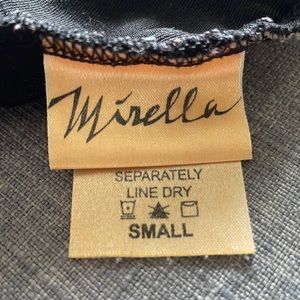 Mirella
SEPARATELY
LINE DRY
SMALL